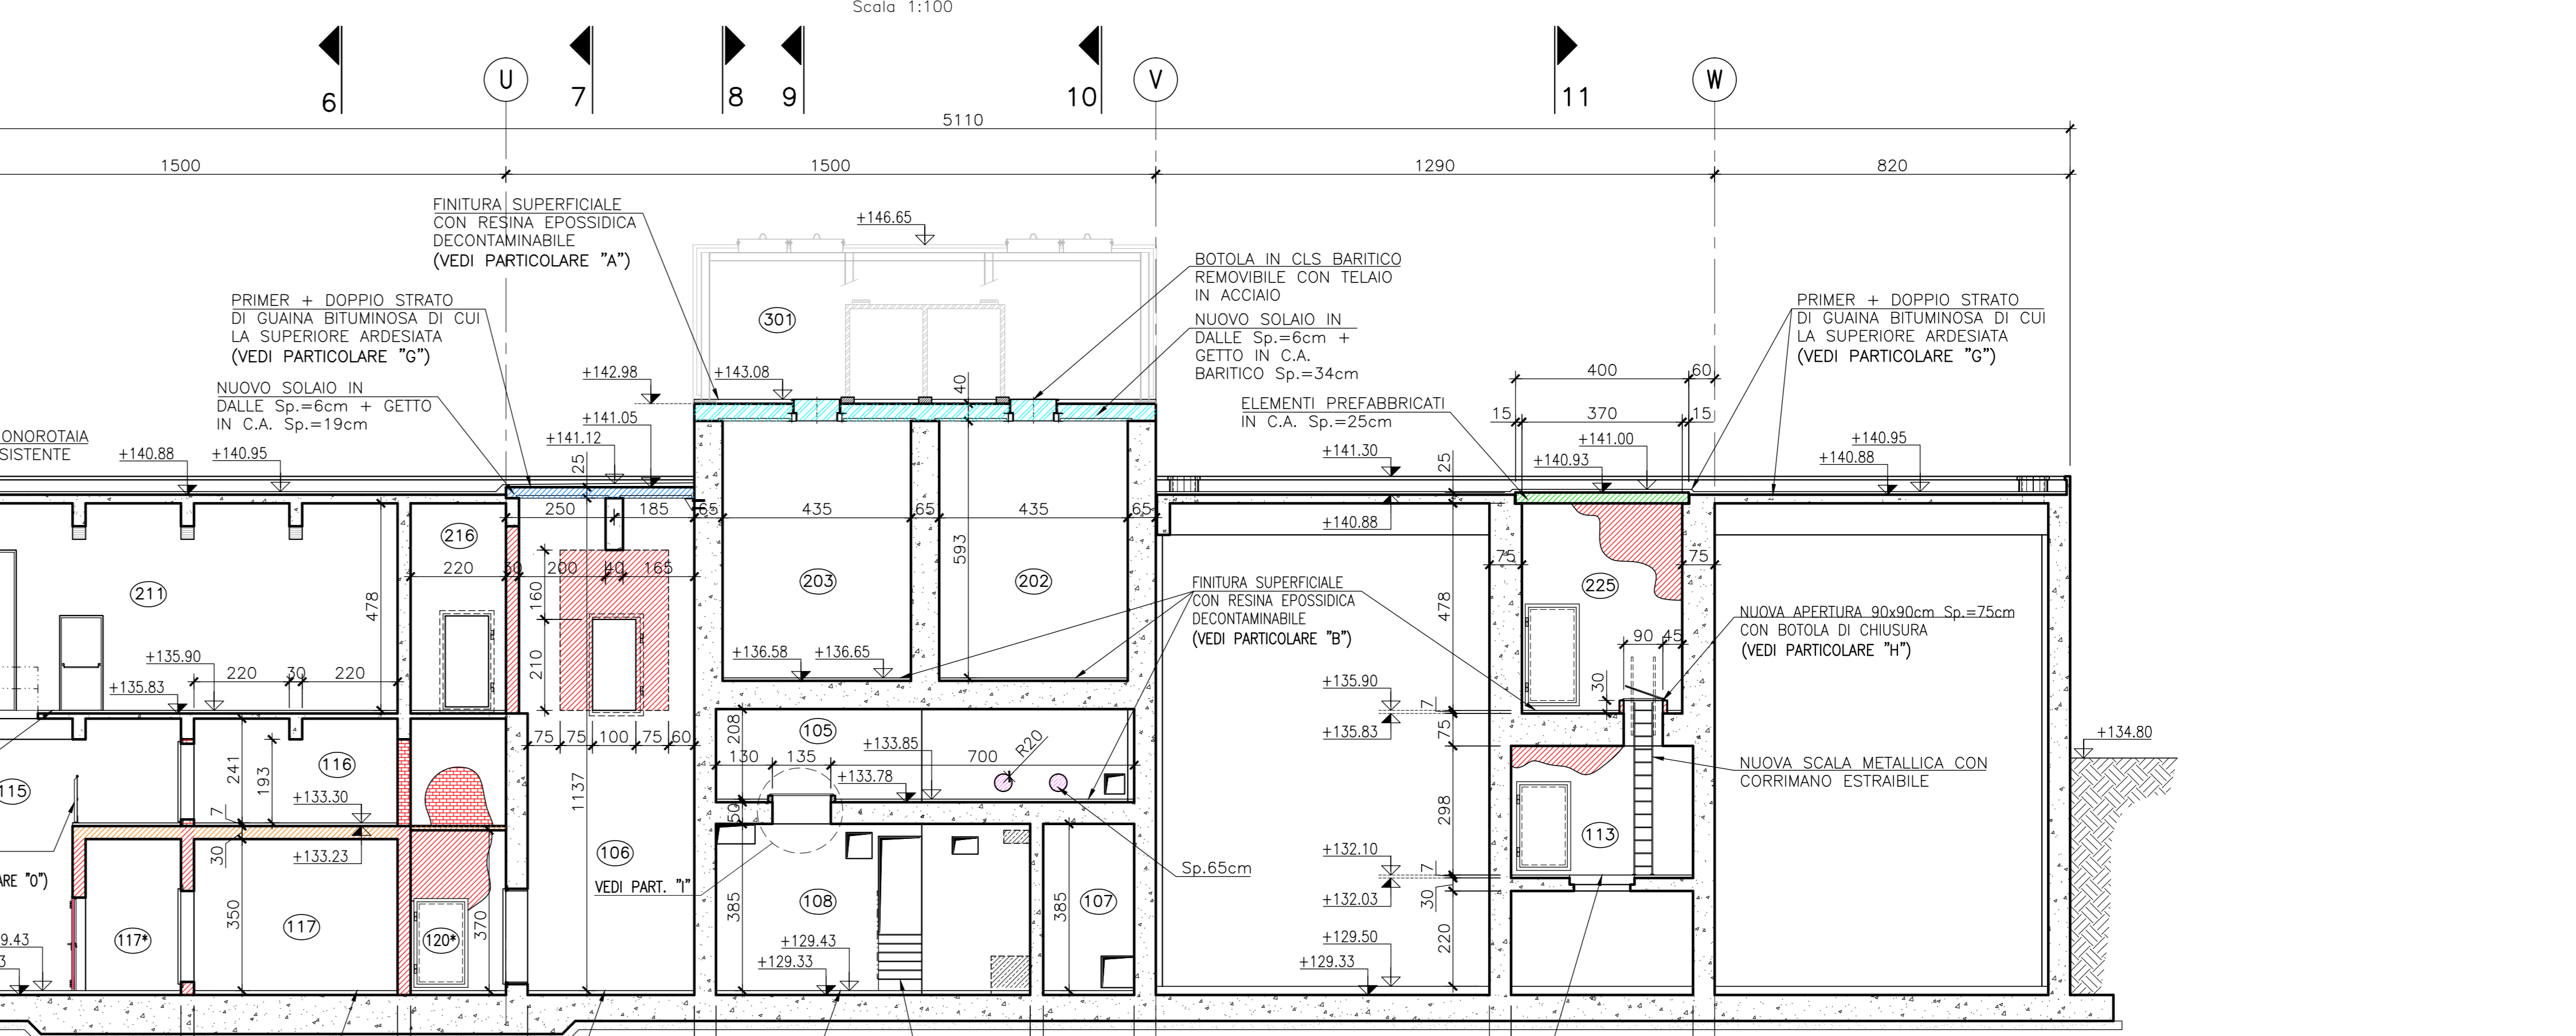 Scala 1:100
6
U
7
8
9
10
V
11
W
5110
1500
1500
1290
820
FINITURA SUPERFICIALE
CON RESINA EPOSSIDICA
DECONTAMINABILE
(VEDI PARTICOLARE "A")
+146.65
BOTOLA IN CLS BARITICO
REMOVIBILE CON TELAIO
IN ACCIAIO
PRIMER + DOPPIO STRATO
DI GUAINA BITUMINOSA DI CUI
LA SUPERIORE ARDESIATA
(VEDI PARTICOLARE "G")
301
NUOVO SOLAIO IN
DALLE Sp.=6cm +
GETTO IN C.A.
BARITICO Sp.=34cm
PRIMER + DOPPIO STRATO
DI GUAINA BITUMINOSA DI CUI
LA SUPERIORE ARDESIATA
(VEDI PARTICOLARE "G")
NUOVO SOLAIO IN
DALLE Sp.=6cm + GETTO
IN C.A. Sp.=19cm
+142.98
+143.08
40
400
60
ELEMENTI PREFABBRICATI
IN C.A. Sp.=25cm
15
370
15
+141.05
+141.12
ONOROTAIA
SISTENTE
+140.88
+140.95
25
+141.30
25
+141.00
+140.93
+140.95
+140.88
250
185
65
435
65
435
65
+140.88
216
593
75
75
220
30
200
40
165
211
203
202
225
478
160
478
FINITURA SUPERFICIALE
CON RESINA EPOSSIDICA
DECONTAMINABILE
(VEDI PARTICOLARE "B")
NUOVA APERTURA 90x90cm Sp.=75cm
CON BOTOLA DI CHIUSURA
(VEDI PARTICOLARE "H")
90
45
+135.90
220
30
220
+135.83
210
+136.58
+136.65
+135.90
30
7
+135.83
75
75
75
100
75
60
208
105
R20
+133.85
130
135
700
+133.78
+134.80
NUOVA SCALA METALLICA CON
CORRIMANO ESTRAIBILE
115
241
193
116
+133.30
7
1137
50
298
113
30
+133.23
106
Sp.65cm
+132.10
7
+132.03
30
ARE "O")
VEDI PART. "I"
350
117
117*
120*
370
385
108
385
107
9.43
3
+129.43
+129.33
+129.50
220
+129.33